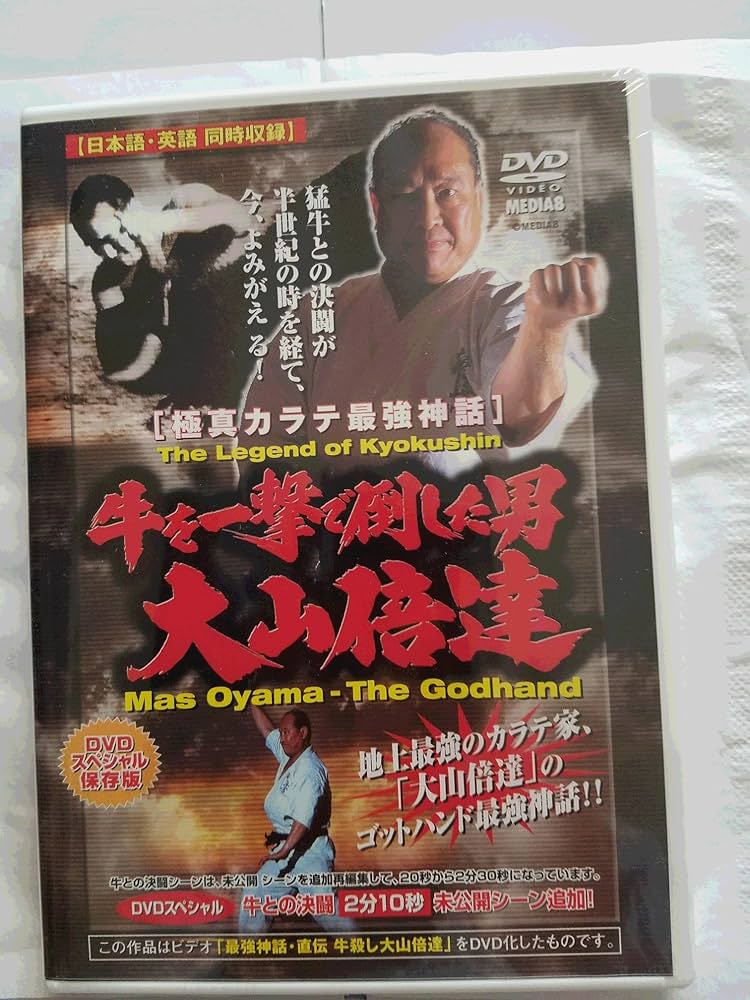 【日本語・英語 同時収録】
DVD
VIDEO
MEDIA8
©MEDIA8
猛牛との決闘が
半世紀の時を経て、
今、よみがえる!
[極真カラテ最強神話]
The Legend of Kyokushin
牛を一撃で倒した男
大山倍達
Mas Oyama - The Godhand
DVD
スペシャル
保存版
地上最強のカラテ家、
「大山倍達」の
ゴットハンド最強神話!!
牛との決闘シーンは、未公開シーンを追加再編集して、20秒から2分30秒になっています。
DVDスペシャル 牛との決闘 2分10秒 未公開シーン追加!
この作品はビデオ「最強神話・直伝 牛殺し大山倍達」をDVD化したものです。